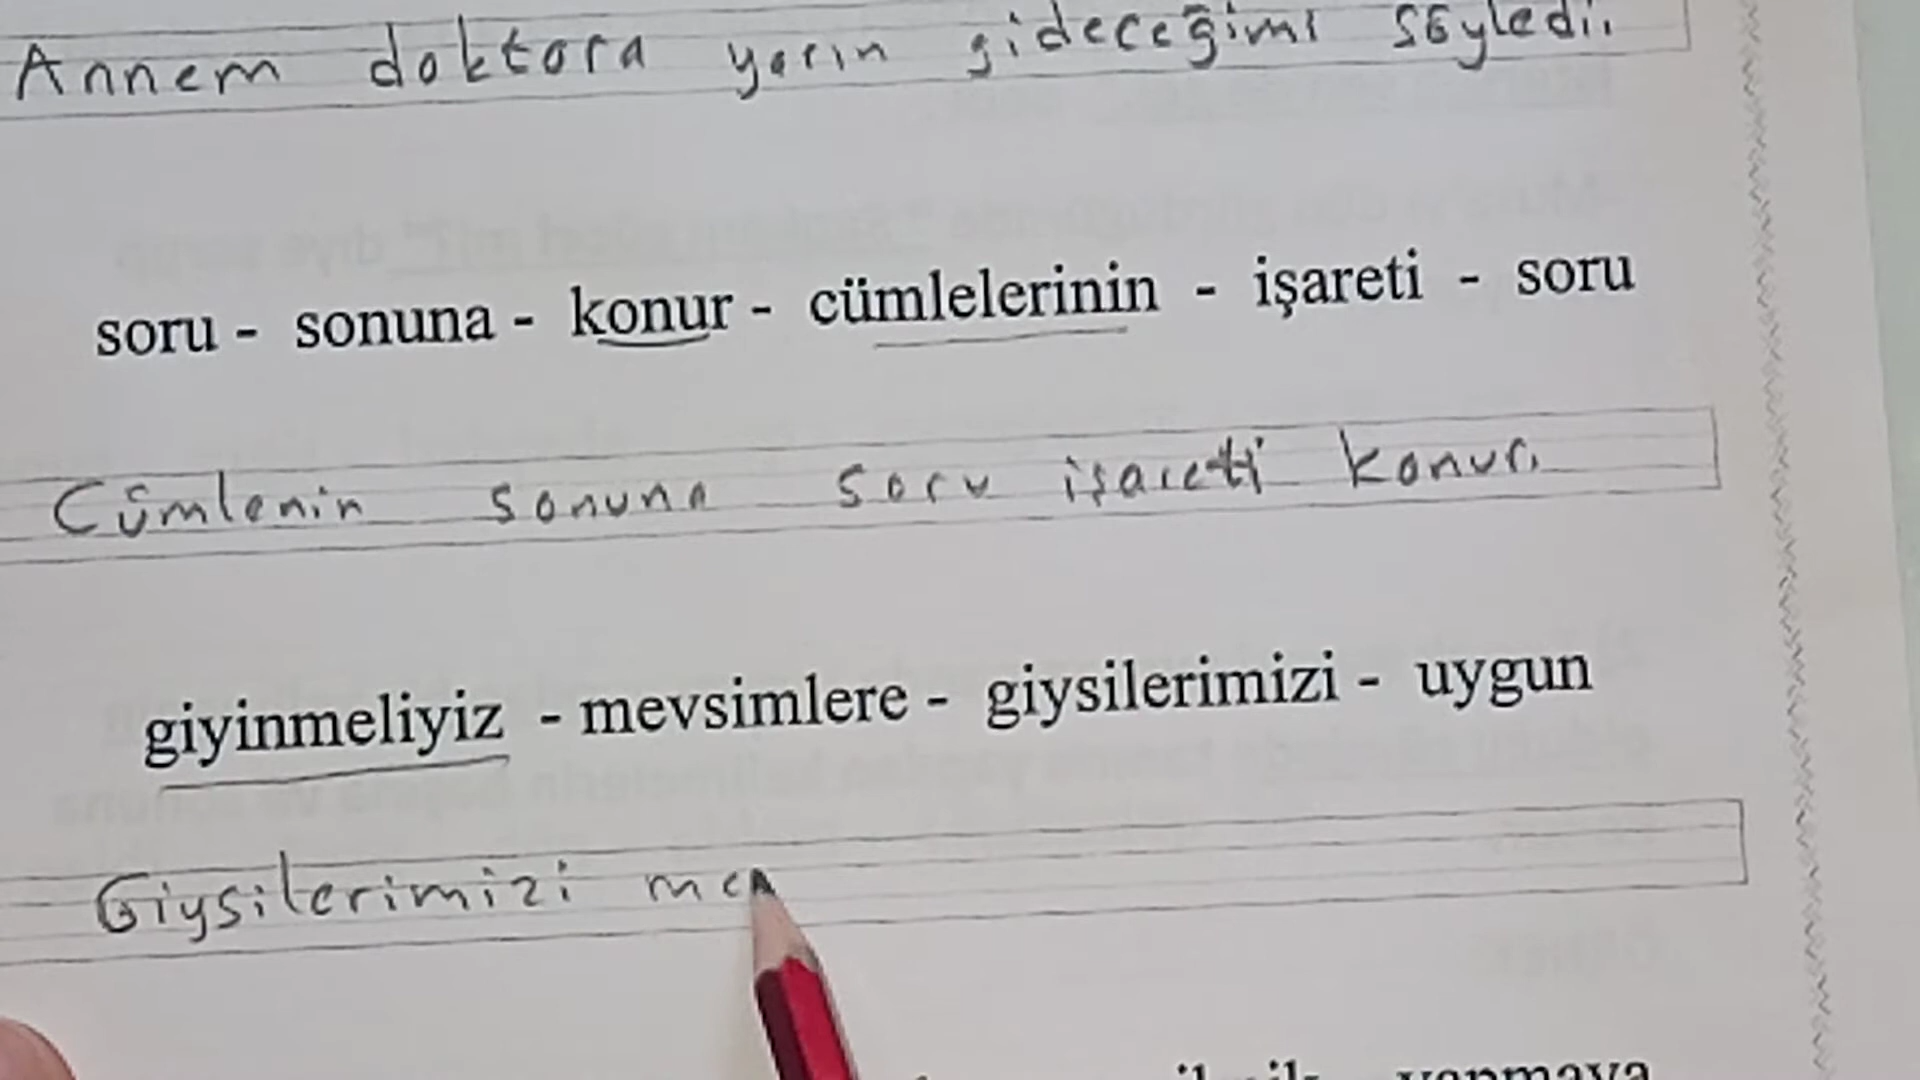 Annem doktora yarın gideceğimi söyledi.
soru - sonuna - konur - cümlelerinin - işareti - soru
Cümlenin sonuna soru işareti konur.
giyinmeliyiz - mevsimlere - giysilerimizi - uygun
Giysilerimizi me
yapmaya